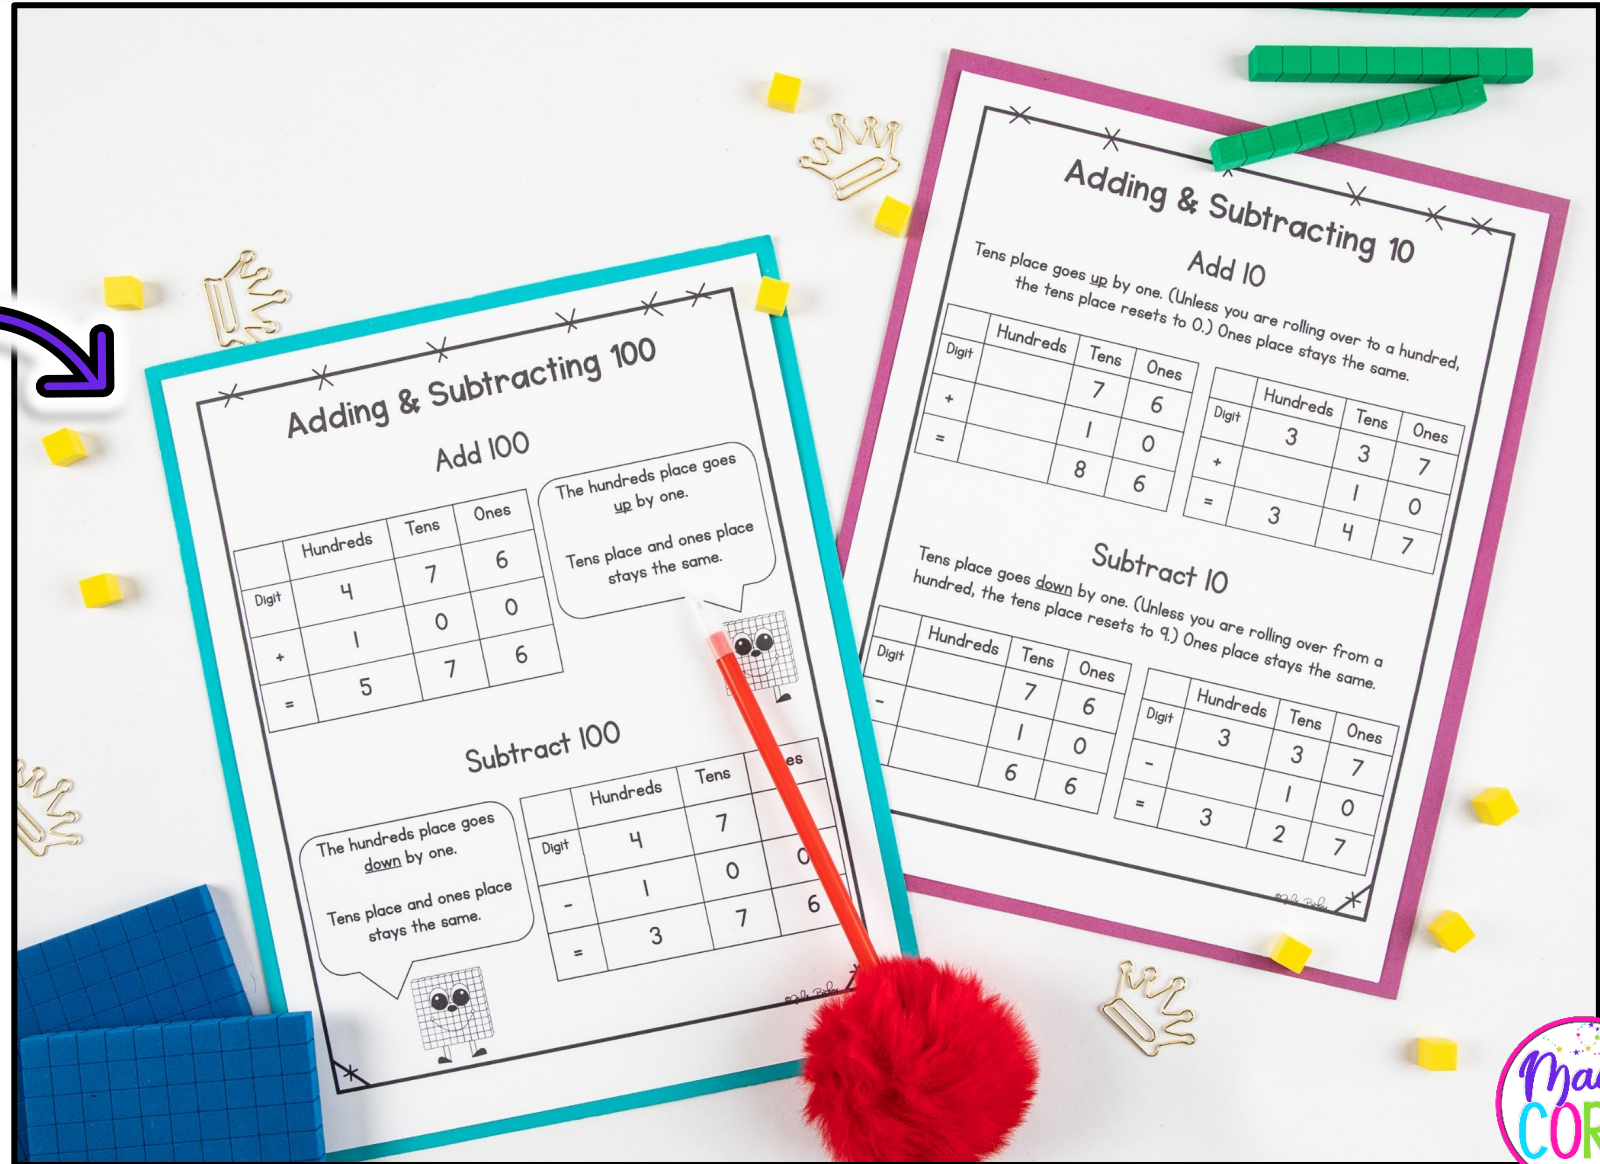 Adding & Subtracting 100
Add 100
Hundreds Tens Ones
Digit 4 7 6
+ 1 0 0
= 5 7 6
The hundreds place goes
up by one.
Tens place and ones place
stays the same.
Subtract 100
The hundreds place goes
down by one.
Tens place and ones place
stays the same.
Hundreds Tens es
Digit 4 7
- 1 0 0
= 3 7 6
Adding & Subtracting 10
Add 10
Tens place goes up by one. (Unless you are rolling over to a hundred,
the tens place resets to 0.) Ones place stays the same.
Hundreds Tens Ones
Digit 7 6
+ 1 0
= 8 6
Hundreds Tens Ones
Digit 3 3 7
+ 1 0
= 3 4 7
Subtract 10
Tens place goes down by one. (Unless you are rolling over from a
hundred, the tens place resets to 9.) Ones place stays the same.
Hundreds Tens Ones
Digit 7 6
- 1 0
6 6
Hundreds Tens Ones
Digit 3 3 7
- 1 0
= 3 2 7